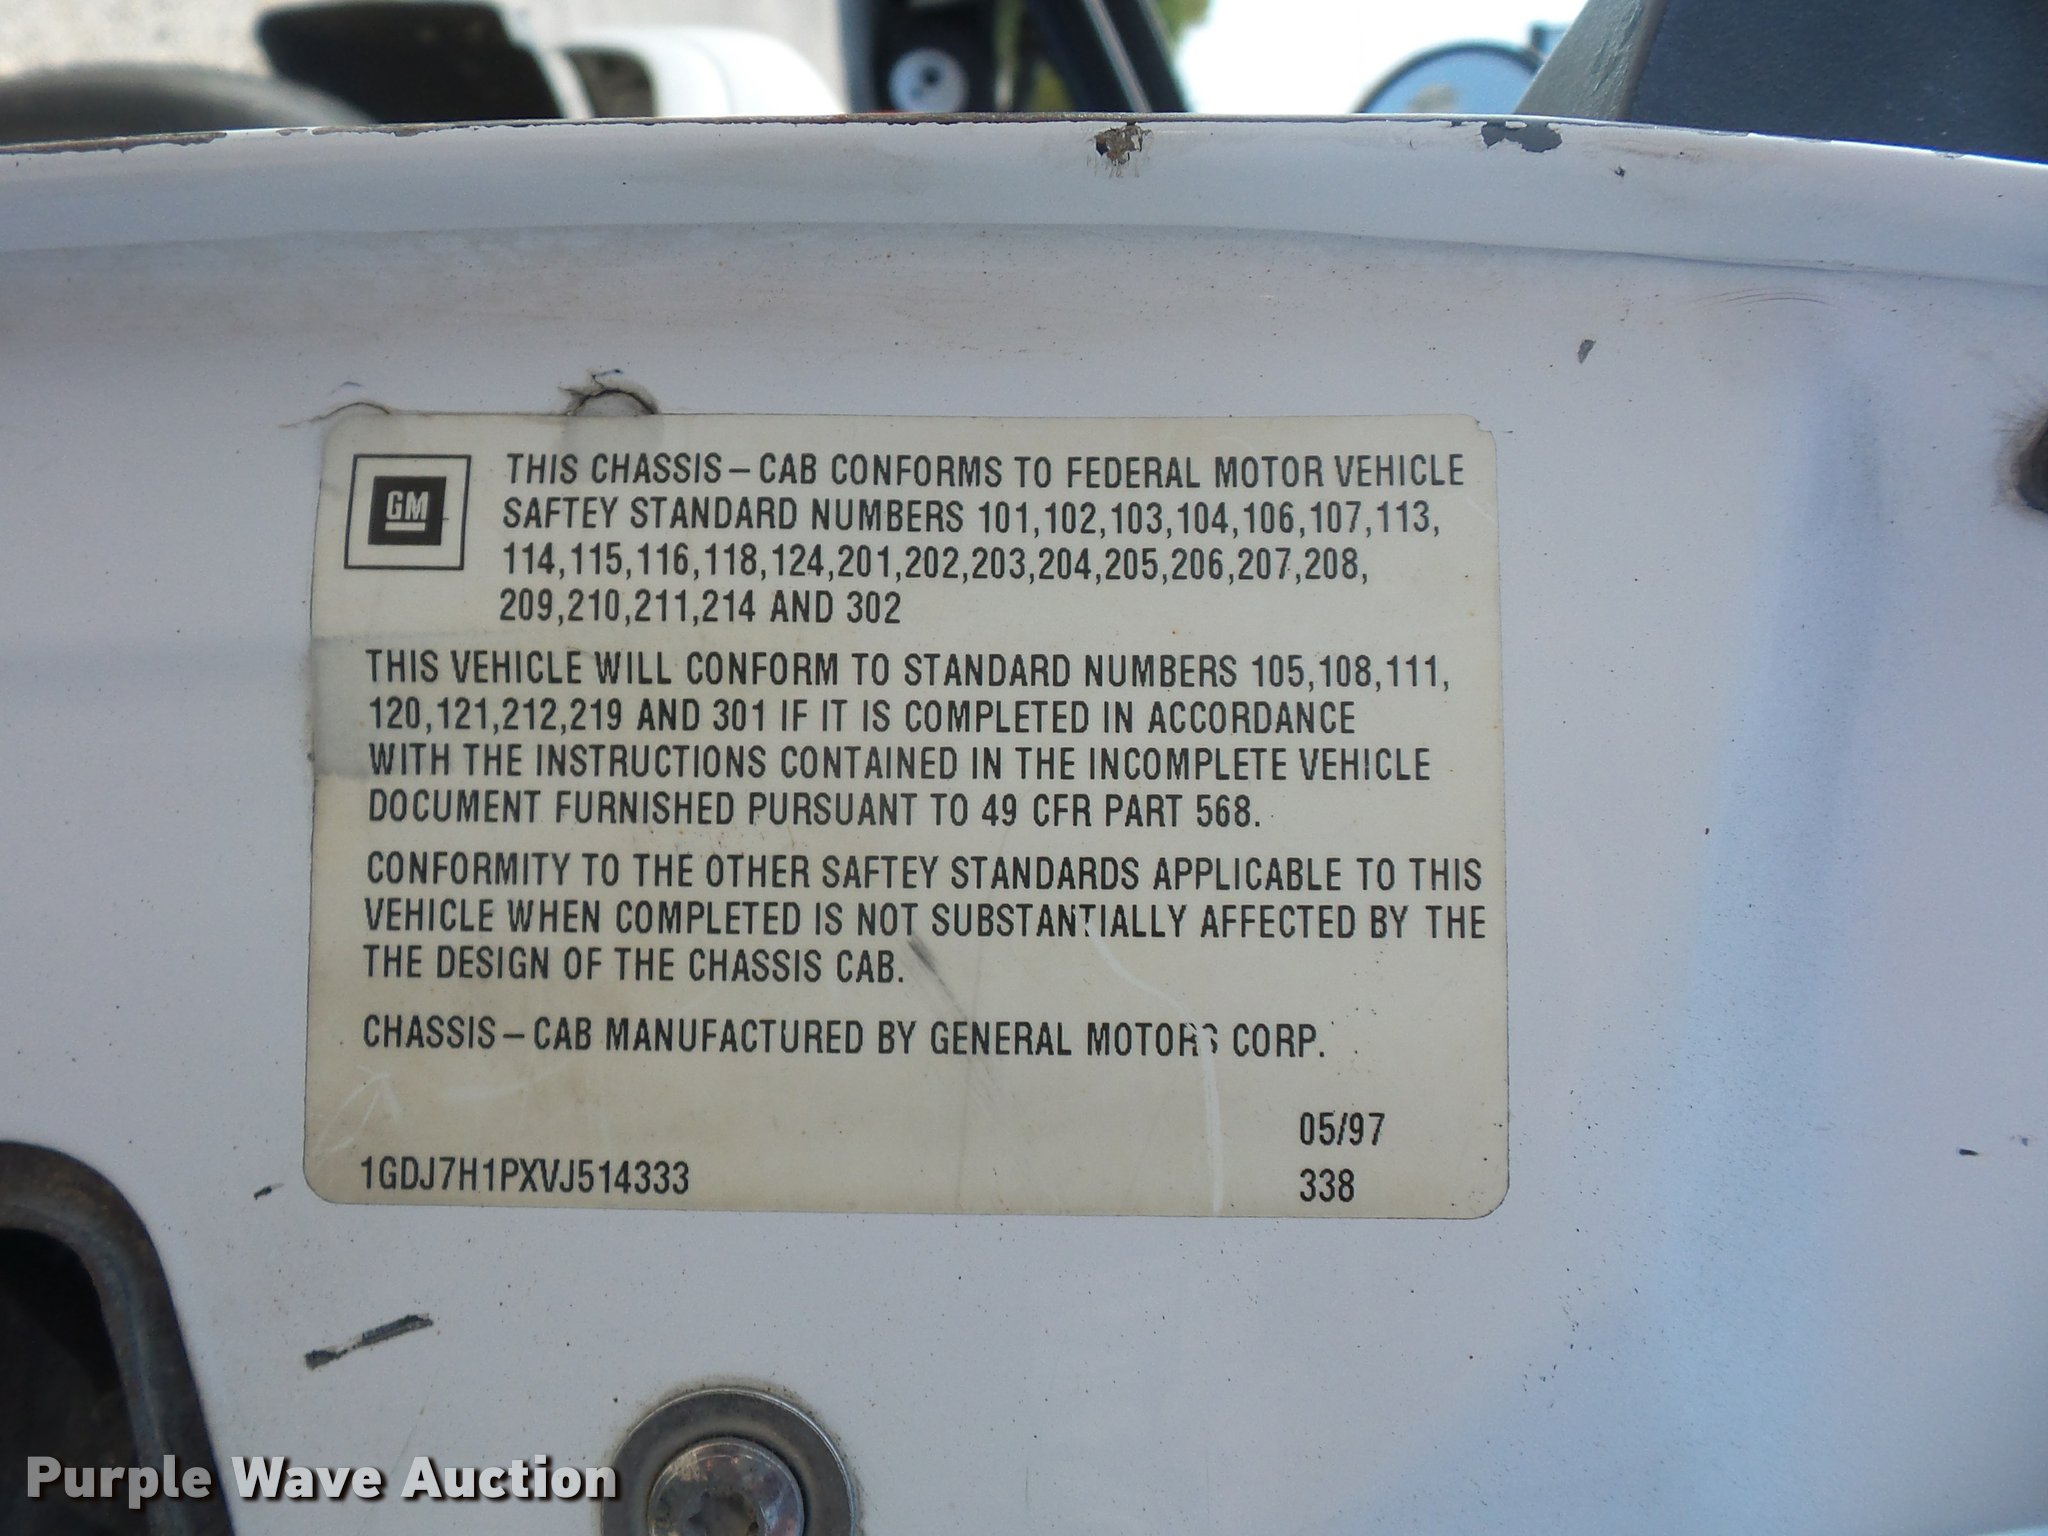 GM
THIS CHASSIS – CAB CONFORMS TO FEDERAL MOTOR VEHICLE
SAFTEY STANDARD NUMBERS 101,102,103,104,106,107,113,
114,115,116,118,124,201,202,203,204,205,206,207,208,
209,210,211,214 AND 302
THIS VEHICLE WILL CONFORM TO STANDARD NUMBERS 105,108,111,
120,121,212,219 AND 301 IF IT IS COMPLETED IN ACCORDANCE
WITH THE INSTRUCTIONS CONTAINED IN THE INCOMPLETE VEHICLE
DOCUMENT FURNISHED PURSUANT TO 49 CFR PART 568.
CONFORMITY TO THE OTHER SAFTEY STANDARDS APPLICABLE TO THIS
VEHICLE WHEN COMPLETED IS NOT SUBSTANTIALLY AFFECTED BY THE
THE DESIGN OF THE CHASSIS CAB.
CHASSIS – CAB MANUFACTURED BY GENERAL MOTORS CORP.
05/97
1GDJ7H1PXVJ514333 338
Purple Wave Auction